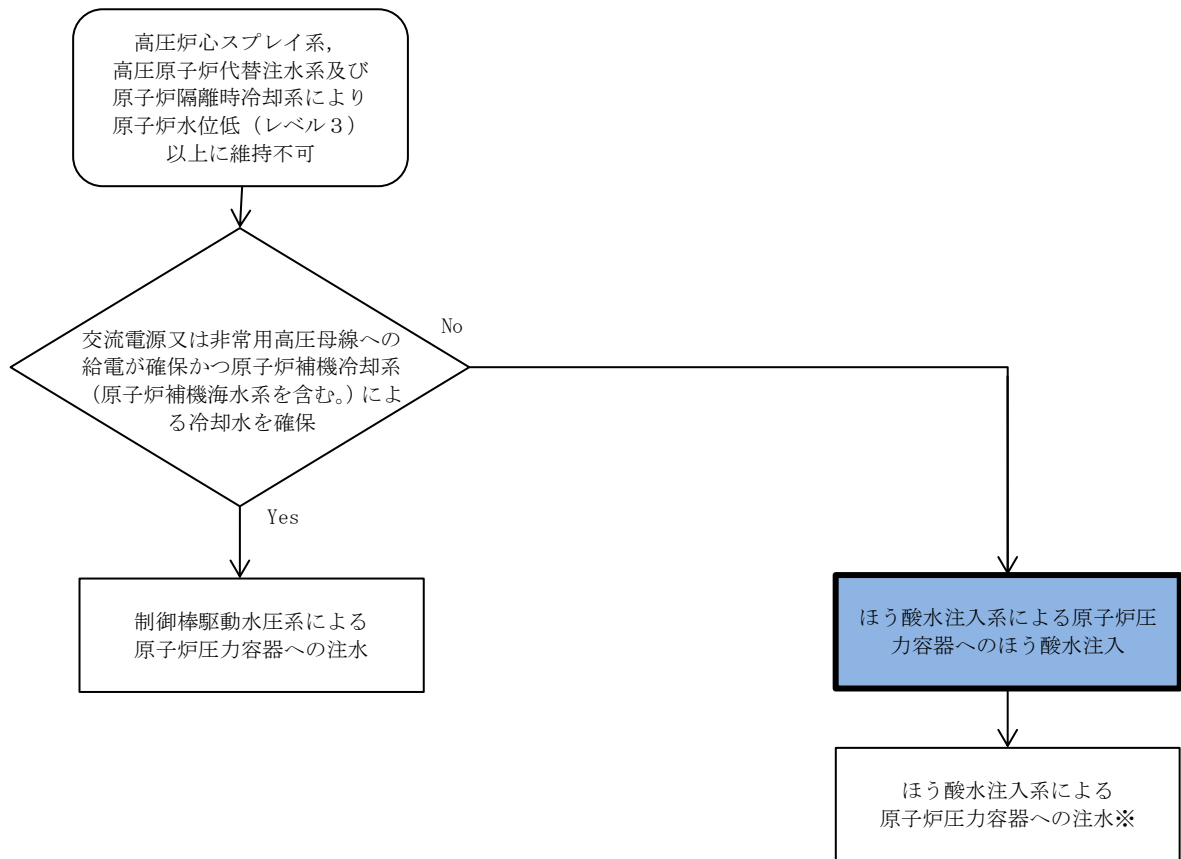 高圧炉心スプレイ系，
高圧原子炉代替注水系及び
原子炉隔離時冷却系により
原子炉水位低（レベル３）
以上に維持不可
No
交流電源又は非常用高圧母線への
給電が確保かつ原子炉補機冷却系
（原子炉補機海水系を含む。）によ
る冷却水を確保
Yes
制御棒駆動水圧系による
原子炉圧力容器への注水
ほう酸水注入系による原子炉圧
力容器へのほう酸水注入
ほう酸水注入系による
原子炉圧力容器への注水※